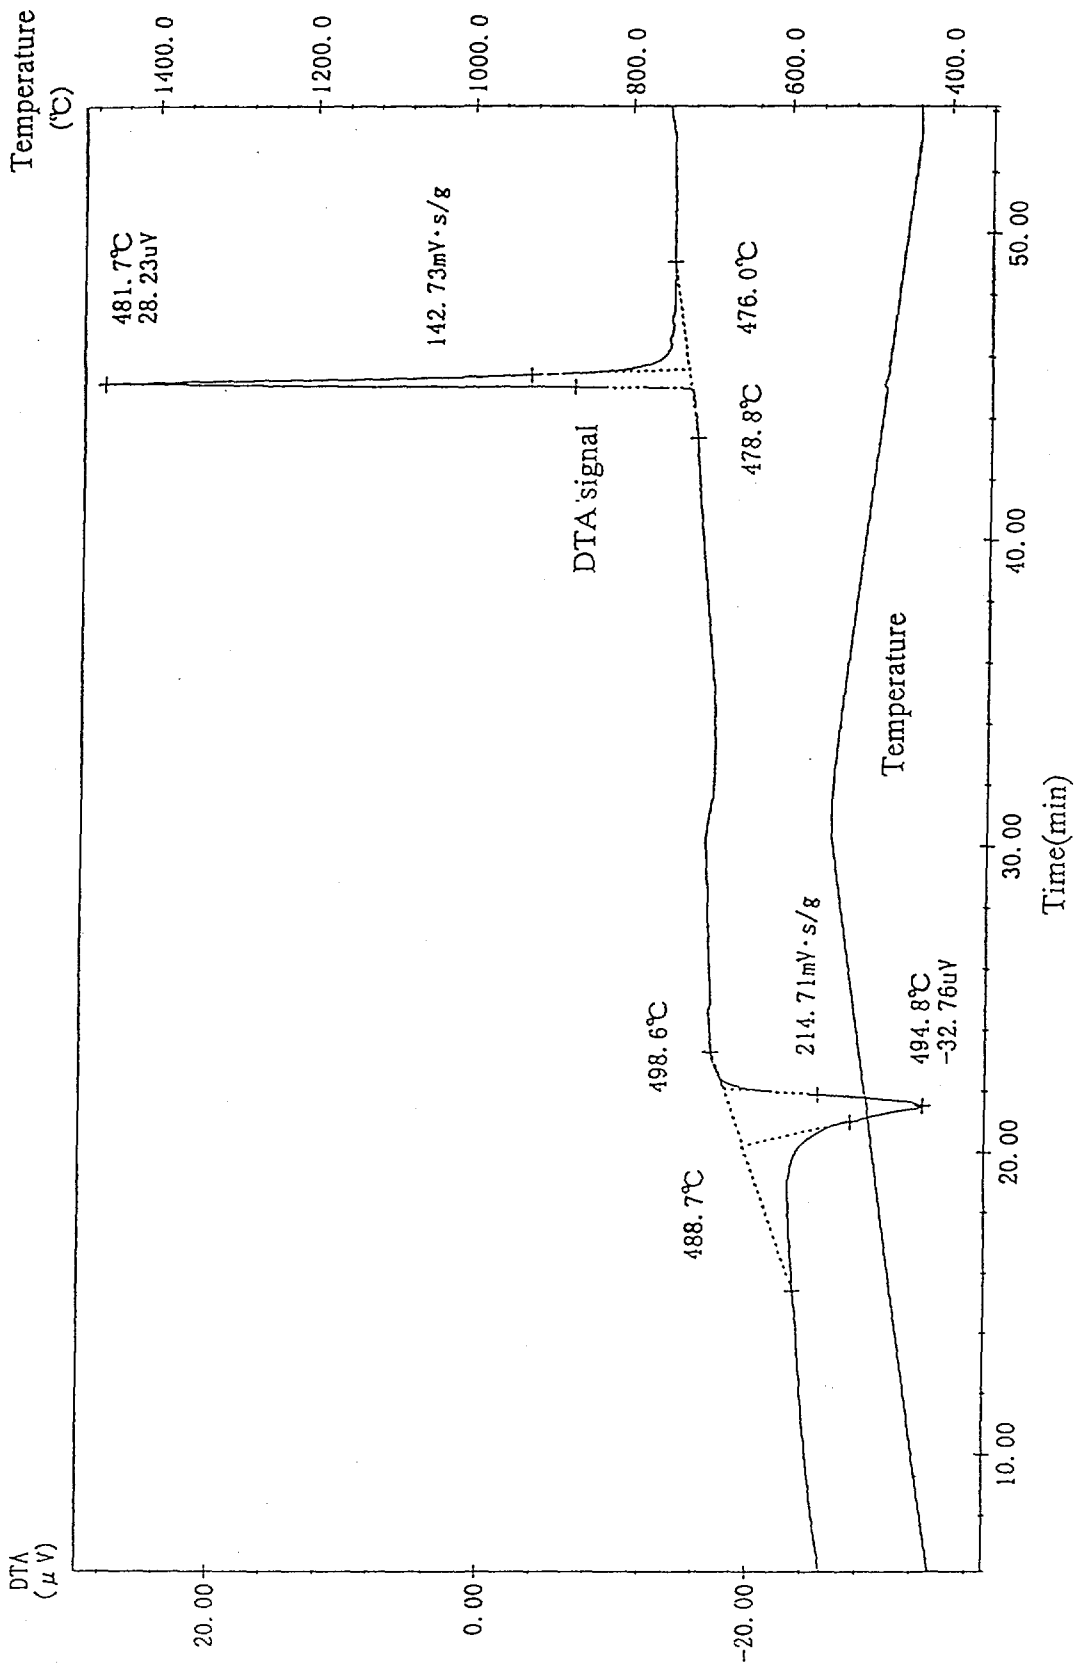 DTA
(μV)
Temperature
(℃)
20.00
0.00
-20.00
1400.0
1200.0
1000.0
800.0
600.0
400.0
481.7℃
28.23uV
142.73mV·s/g
DTA signal
478.8℃
476.0℃
498.6℃
488.7℃
214.71mV·s/g
494.8℃
-32.76uV
Temperature
10.00
20.00
30.00
40.00
50.00
Time(min)